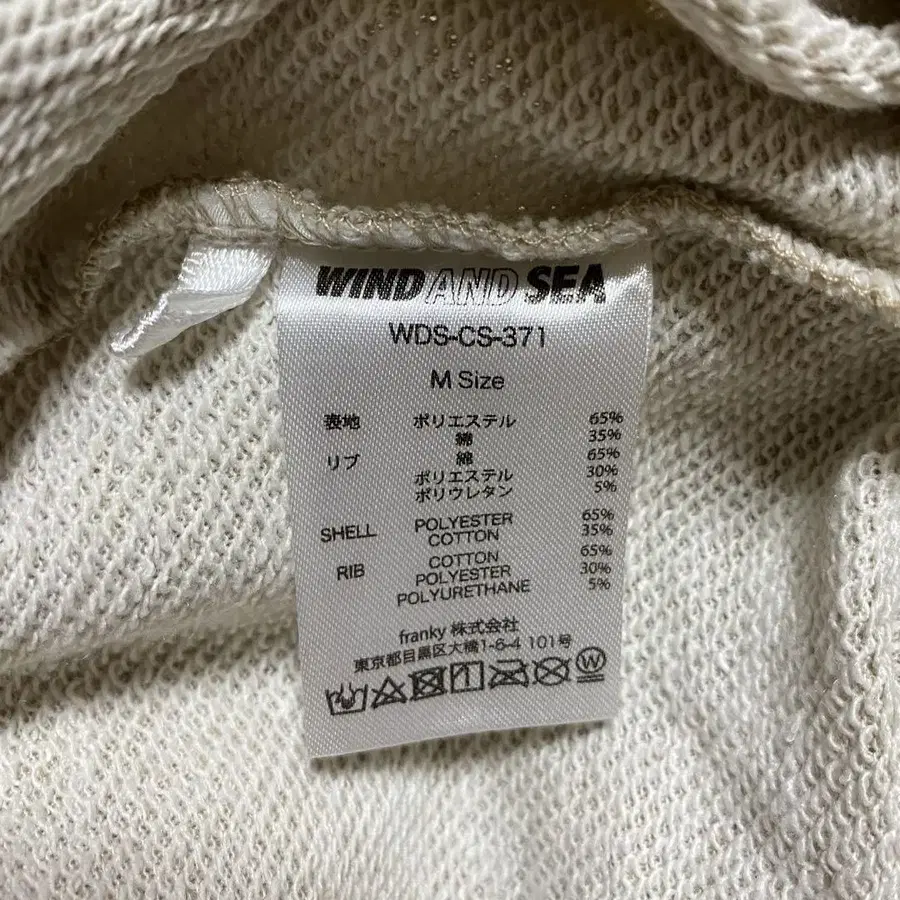 WIND AND SEA
WDS-CS-371
M Size
表地 ポリエステル 65%
綿 35%
リブ 綿 65%
ポリエステル 30%
ポリウレタン 5%
SHELL POLYESTER 65%
COTTON 35%
RIB COTTON 65%
POLYESTER 30%
POLYURETHANE 5%
franky 株式会社
東京都目黒区大橋1-6-4 101号
W